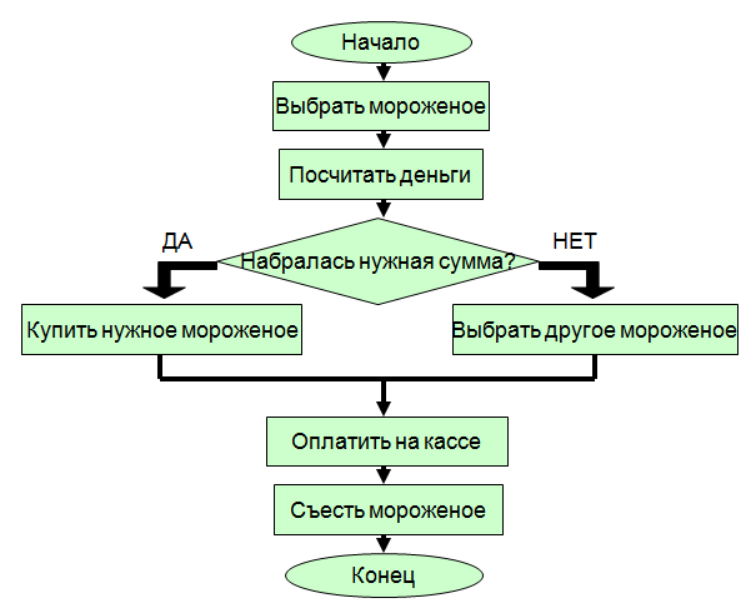 Начало
Выбрать мороженое
Посчитать деньги
ДА
НЕТ
Набралась нужная сумма?
Купить нужное мороженое
Выбрать другое мороженое
Оплатить на кассе
Съесть мороженое
Конец